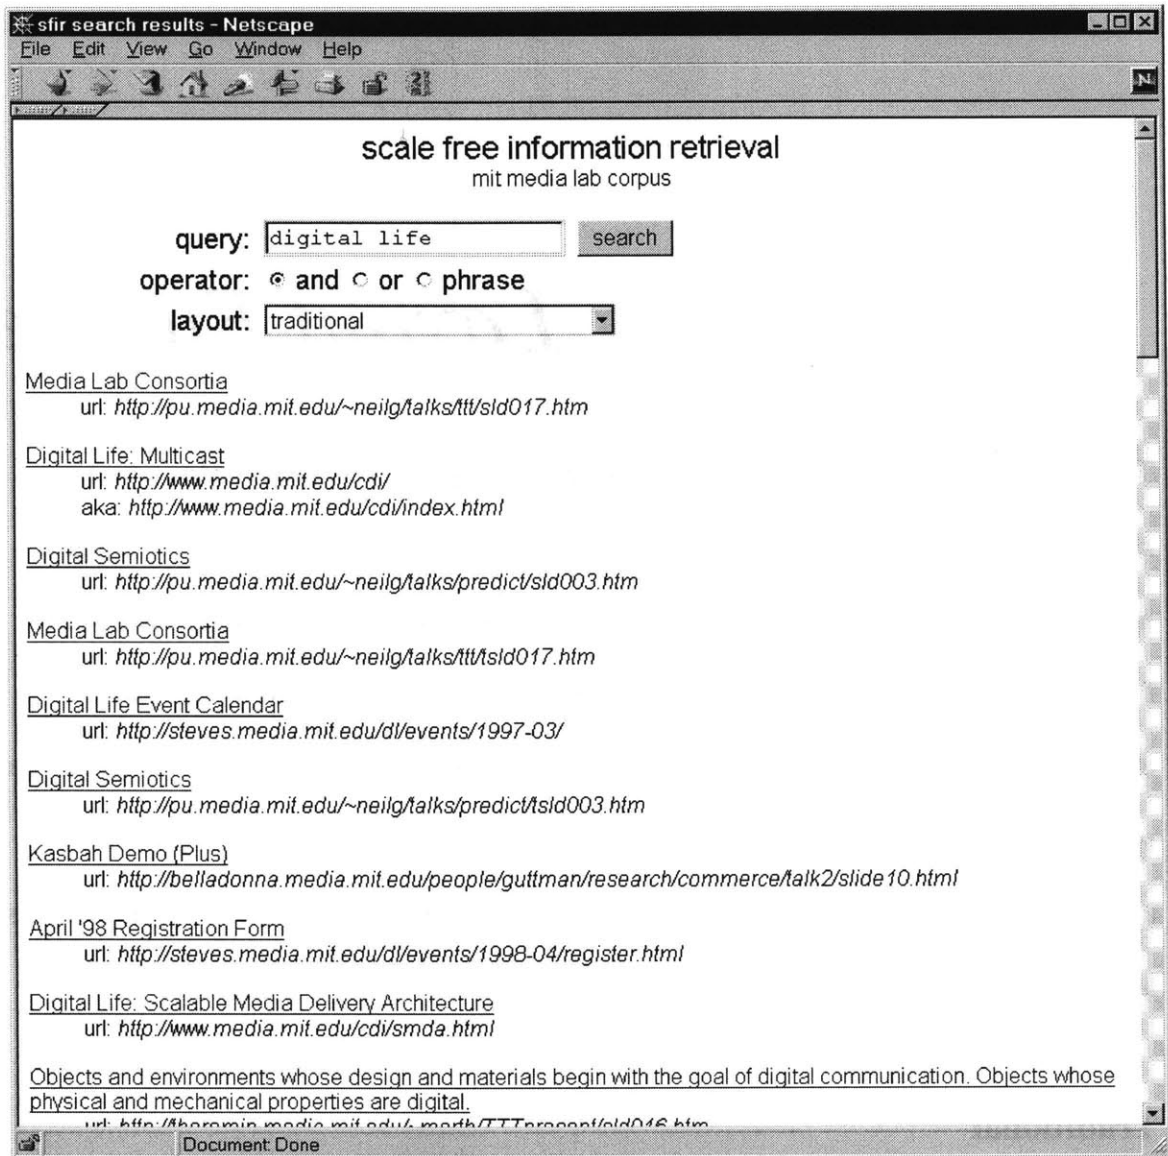 sfir search results - Netscape
File Edit View Go Window Help
N
scale free information retrieval
mit media lab corpus
query: digital life search
operator: and or phrase
layout: traditional
Media Lab Consortia
url: http://pu.media.mit.edu/~neilg/talks/ttt/sld017.htm
Digital Life: Multicast
url: http://www.media.mit.edu/cdi/
aka: http://www.media.mit.edu/cdi/index.html
Digital Semiotics
url: http://pu.media.mit.edu/~neilg/talks/predict/sld003.htm
Media Lab Consortia
url: http://pu.media.mit.edu/~neilg/talks/ttt/tsld017.htm
Digital Life Event Calendar
url: http://steves.media.mit.edu/dl/events/1997-03/
Digital Semiotics
url: http://pu.media.mit.edu/~neilg/talks/predict/tsld003.htm
Kasbah Demo (Plus)
url: http://belladonna.media.mit.edu/people/guttman/research/commerce/talk2/slide10.html
April '98 Registration Form
url: http://steves.media.mit.edu/dl/events/1998-04/register.html
Digital Life: Scalable Media Delivery Architecture
url: http://www.media.mit.edu/cdi/smda.html
Objects and environments whose design and materials begin with the goal of digital communication. Objects whose
physical and mechanical properties are digital.
url:
Document: Done